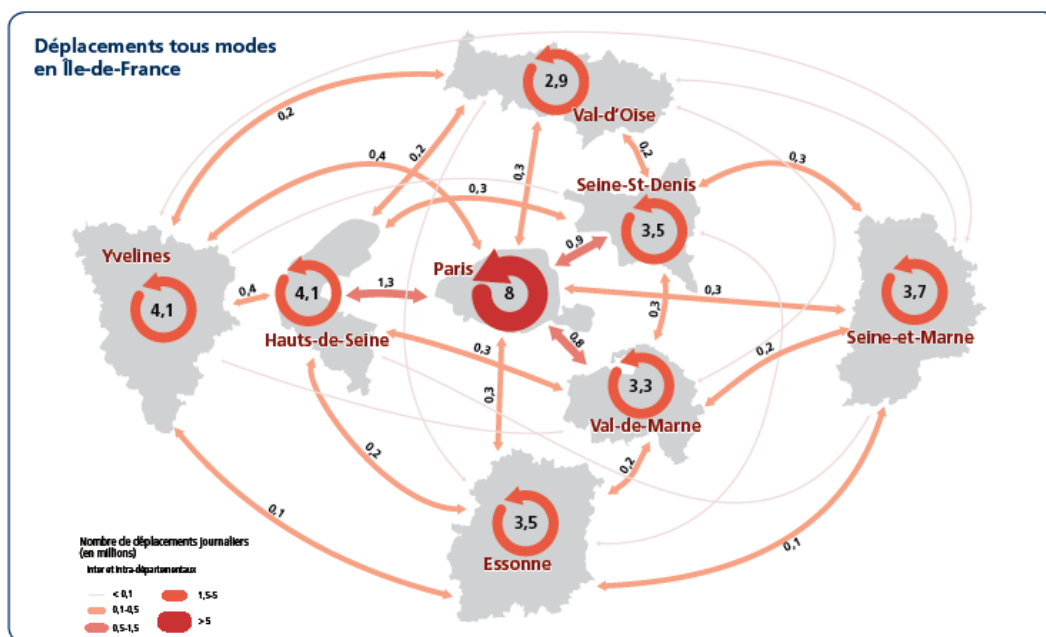 Déplacements tous modes
en Île-de-France
2,9
Val-d'Oise
0,2
0,4
0,2
0,3
0,2
0,3
0,3
Seine-St-Denis
3,5
Yvelines
4,1
0,4
4,1
Hauts-de-Seine
1,3
Paris
8
0,9
0,3
0,3
3,7
Seine-et-Marne
0,3
0,8
0,2
3,3
Val-de-Marne
0,3
0,2
0,2
0,1
3,5
Essonne
0,1
Nombre de déplacements journaliers
(en millions)
Inter et Intra-départementaux
< 0,1
1,5-5
0,1-0,5
> 5
0,5-1,5